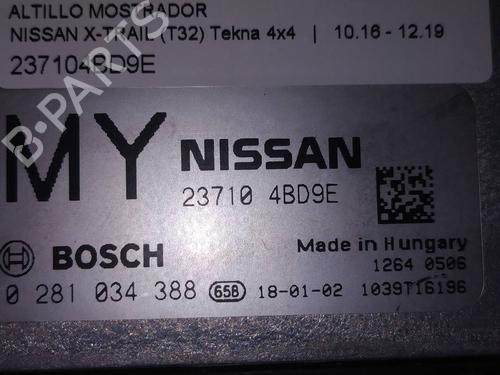 ALTILLO MOSTRADOR
NISSAN X-TRAIL (T32) Tekna 4x4 | 10.16 - 12.19
237104BD9E
B-PARTS
MY NISSAN
23710 4BD9E
BOSCH
Made in Hungary
1264 0506
0 281 034 388 65B 18-01-02 1039T16196